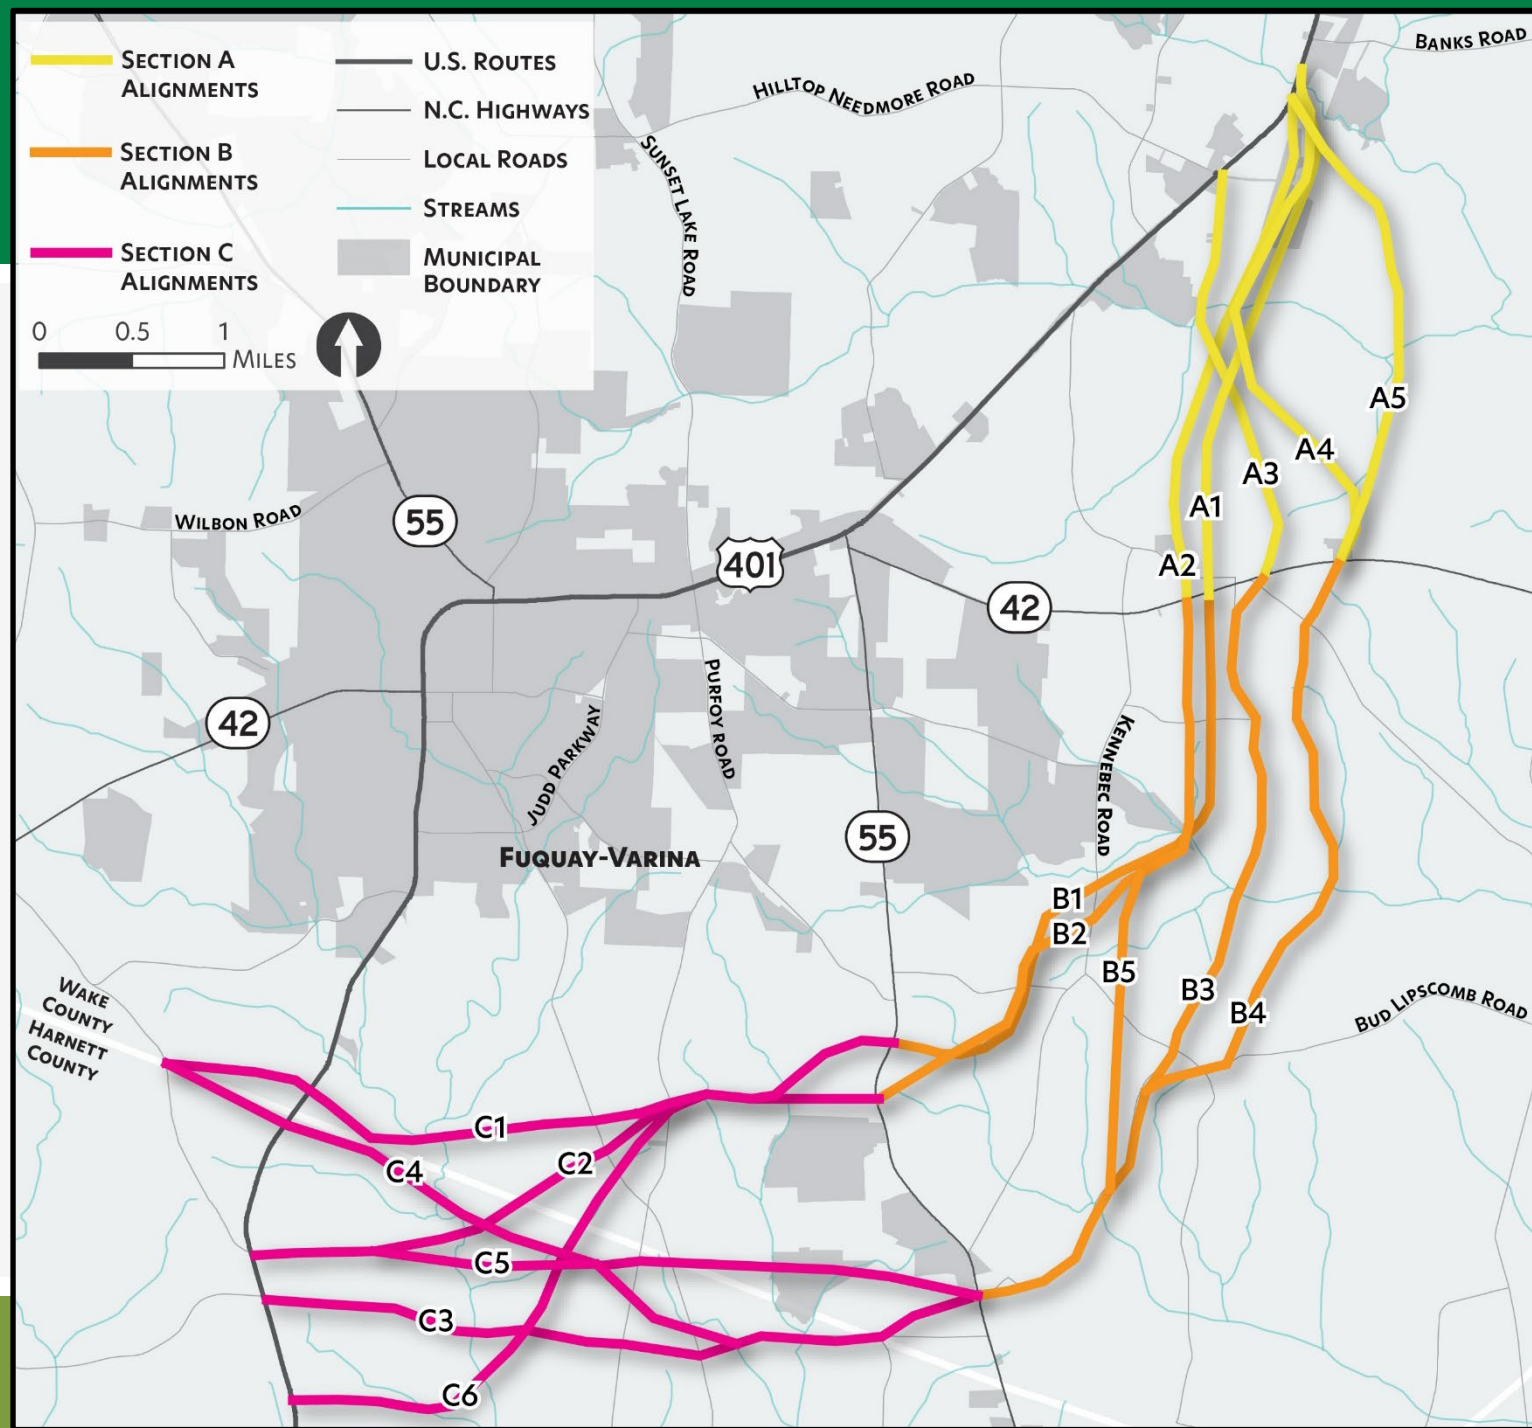 SECTION A
ALIGNMENTS
SECTION B
ALIGNMENTS
SECTION C
ALIGNMENTS
U.S. ROUTES
N.C. HIGHWAYS
LOCAL ROADS
STREAMS
MUNICIPAL
BOUNDARY
0 0.5 1
MILES
BANKS ROAD
HILLTOP NEEDMORE ROAD
SUNSET LAKE ROAD
A5
A4
A3
A1
A2
WILBON ROAD
55
401
42
42
PURFOY ROAD
JUDD PARKWAY
KENNEBEC ROAD
55
FUQUAY-VARINA
B1
B2
B5
B3
B4
BUD LIPSCOMB ROAD
WAKE
COUNTY
HARNETT
COUNTY
C1
C2
C4
C5
C3
C6